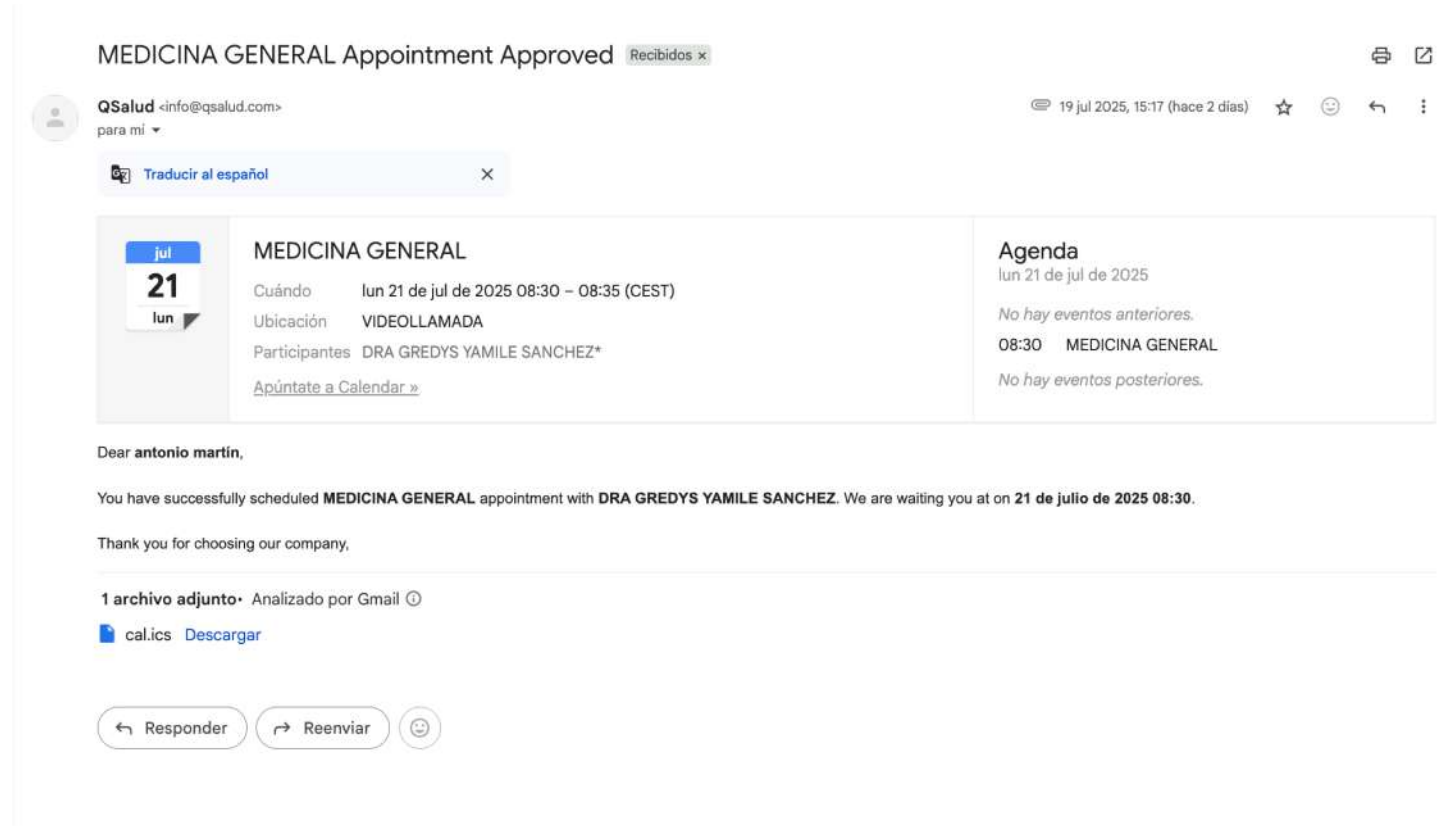 MEDICINA GENERAL Appointment Approved Recibidos ×
QSalud <info@qsalud.com>
19 jul 2025, 15:17 (hace 2 días)
para mí
Traducir al español
jul
21
lun
MEDICINA GENERAL
Cuándo lun 21 de jul de 2025 08:30 – 08:35 (CEST)
Ubicación VIDEOLLAMADA
Participantes DRA GREDYS YAMILE SANCHEZ*
Apúntate a Calendar »
Agenda
lun 21 de jul de 2025
No hay eventos anteriores.
08:30 MEDICINA GENERAL
No hay eventos posteriores.
Dear antonio martín,
You have successfully scheduled MEDICINA GENERAL appointment with DRA GREDYS YAMILE SANCHEZ. We are waiting you at on 21 de julio de 2025 08:30.
Thank you for choosing our company,
1 archivo adjunto• Analizado por Gmail
cal.ics Descargar
Responder
Reenviar